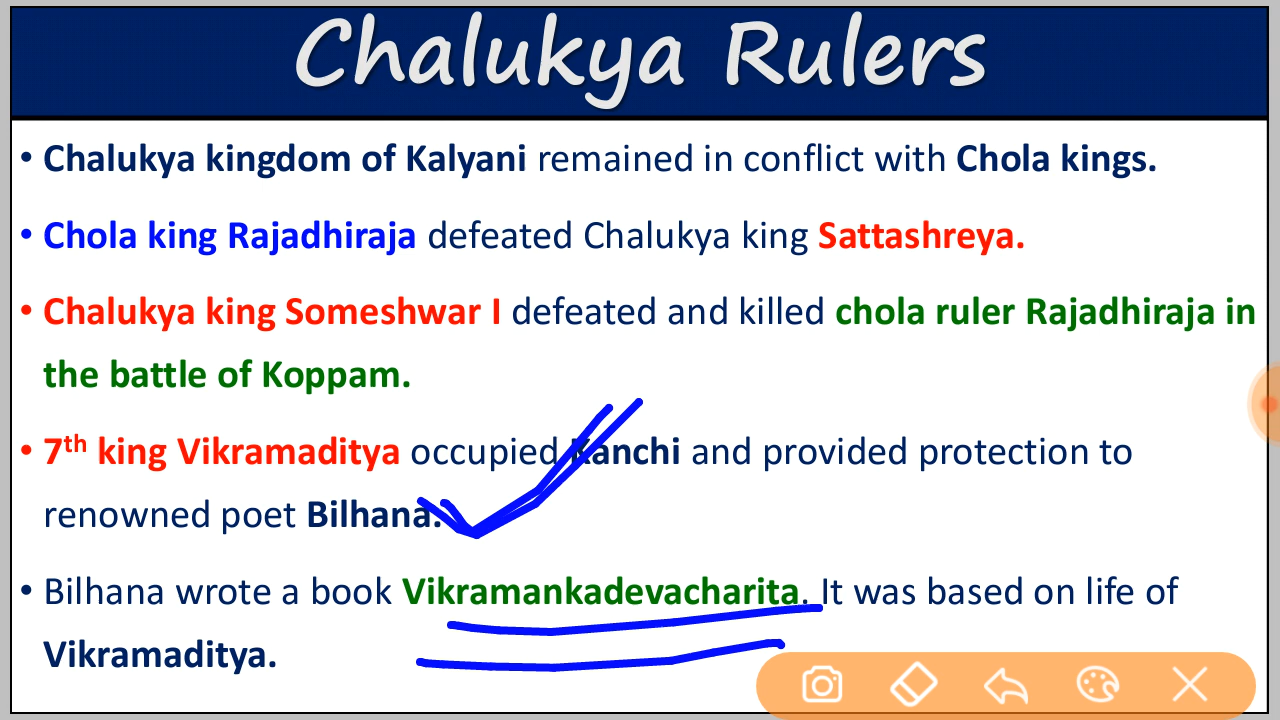 Chalukya Rulers
• Chalukya kingdom of Kalyani remained in conflict with Chola kings.
• Chola king Rajadhiraja defeated Chalukya king Sattashreya.
• Chalukya king Someshwar I defeated and killed chola ruler Rajadhiraja in
the battle of Koppam.
• 7th king Vikramaditya occupied Kanchi and provided protection to
renowned poet Bilhana.
• Bilhana wrote a book Vikramankadevacharita. It was based on life of
Vikramaditya.